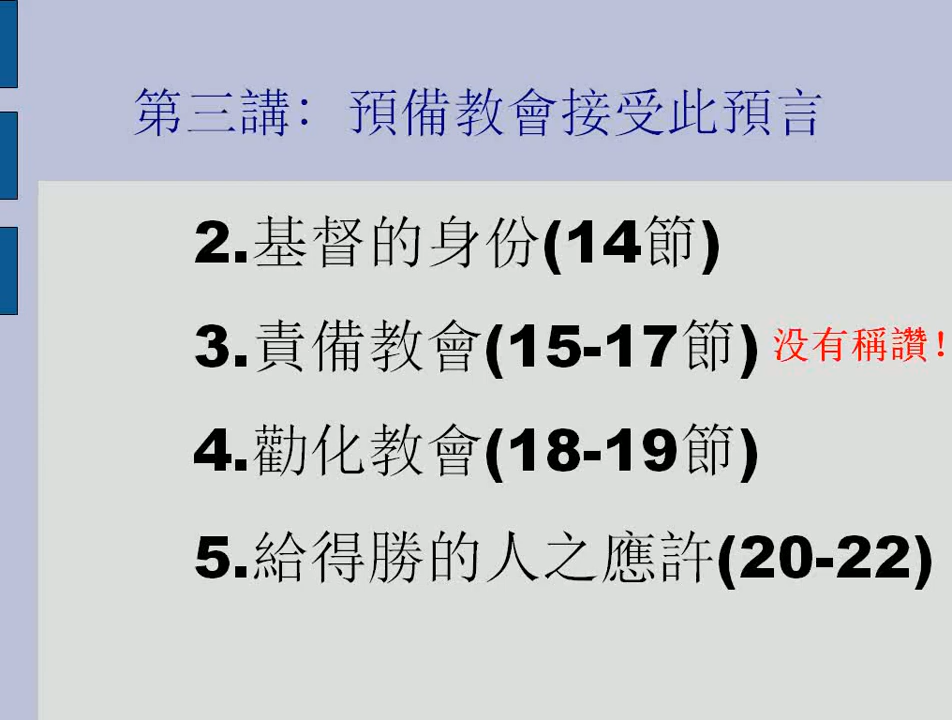 第三講：預備教會接受此預言
2.基督的身份(14節)
3.責備教會(15-17節) 没有稱讚！
4.勸化教會(18-19節)
5.給得勝的人之應許(20-22)